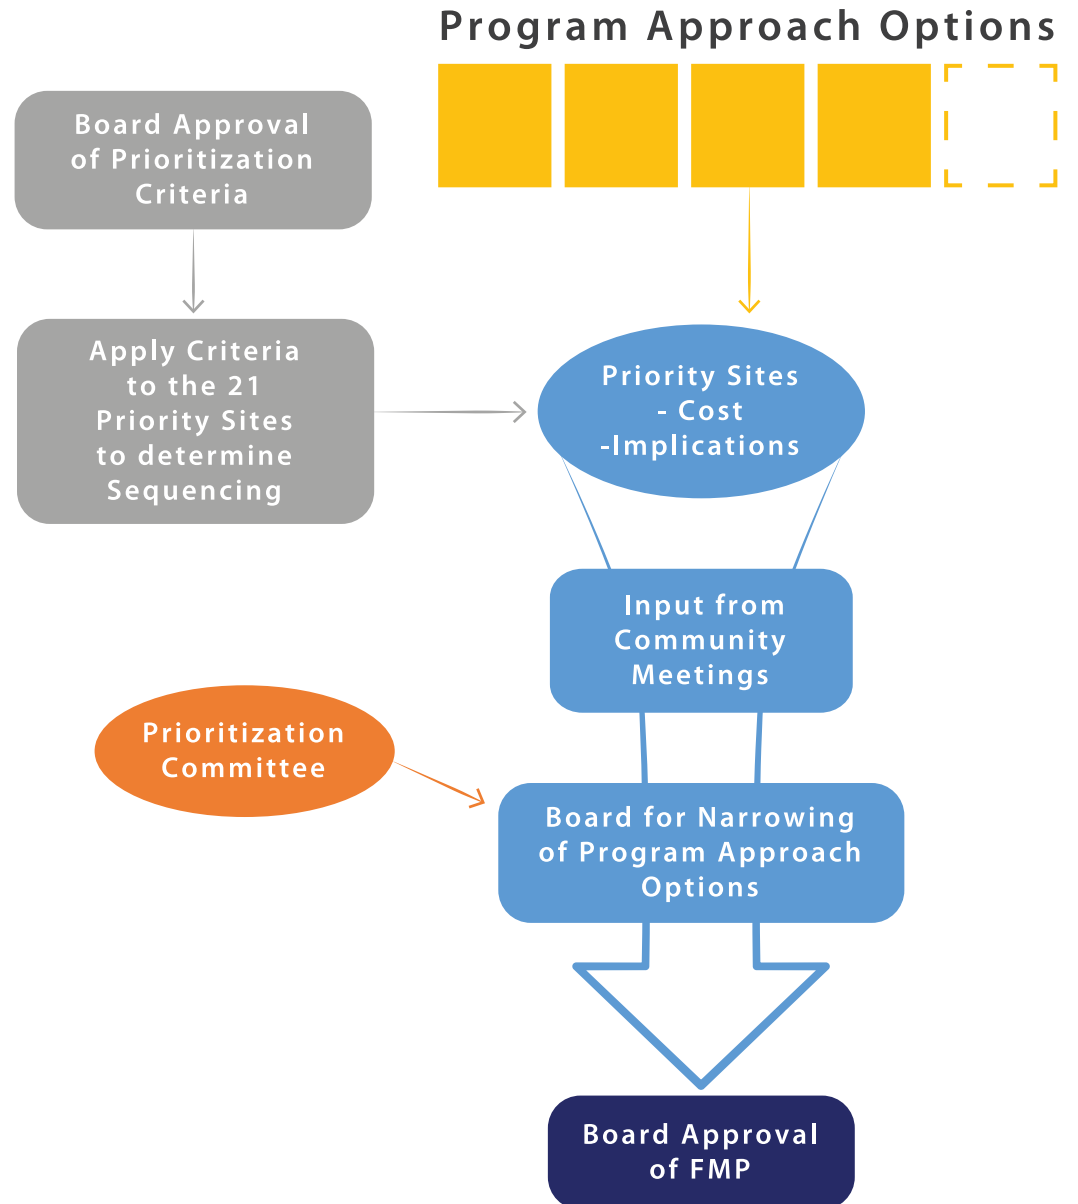 Program Approach Options
Board Approval
of Prioritization
Criteria
Apply Criteria
to the 21
Priority Sites
to determine
Sequencing
Priority Sites
- Cost
-Implications
Input from
Community
Meetings
Prioritization
Committee
Board for Narrowing
of Program Approach
Options
Board Approval
of FMP